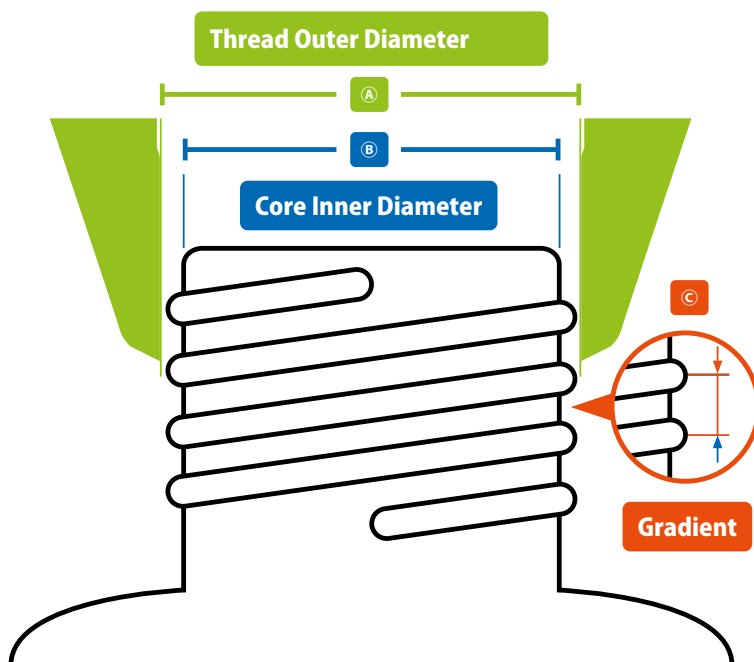 Thread Outer Diameter
Ⓐ
Ⓑ
Core Inner Diameter
Ⓒ
Gradient